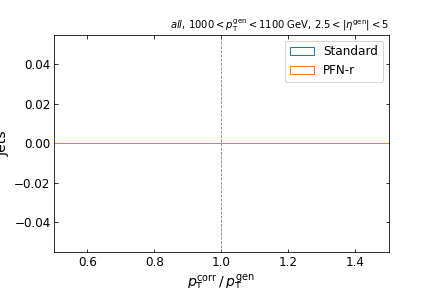 all, 1000 < p_T^gen < 1100 GeV, 2.5 < |η^gen| < 5
Standard
PFN-r
0.04
0.02
0.00
−0.02
−0.04
Jets
0.6 0.8 1.0 1.2 1.4
p_T^corr / p_T^gen